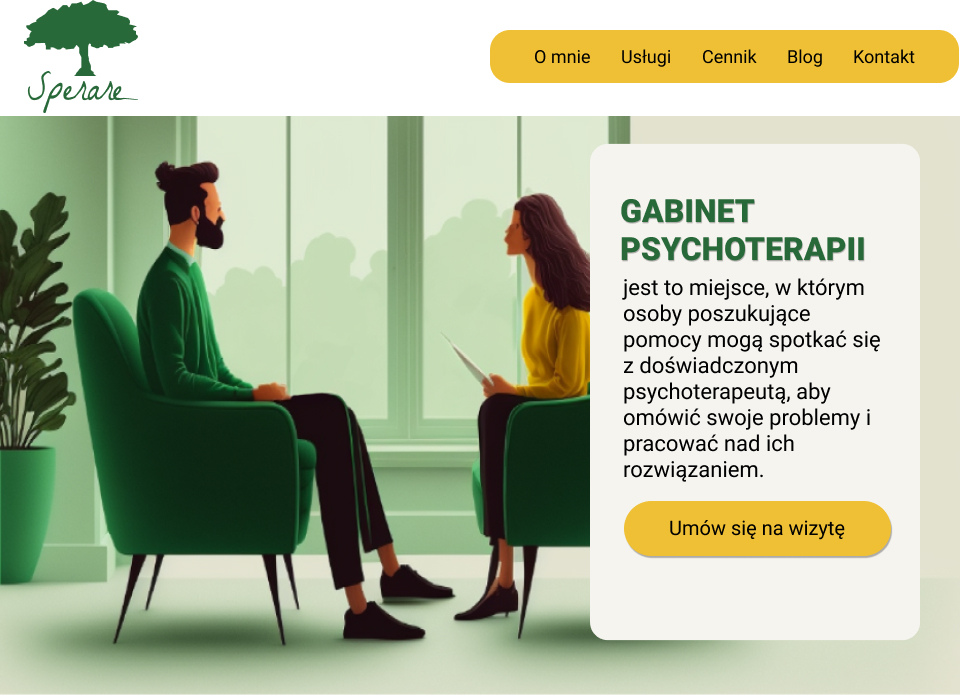 Sperare
O mnie Usługi Cennik Blog Kontakt
GABINET
PSYCHOTERAPII
jest to miejsce, w którym
osoby poszukujące
pomocy mogą spotkać się
z doświadczonym
psychoterapeutą, aby
omówić swoje problemy i
pracować nad ich
rozwiązaniem.
Umów się na wizytę